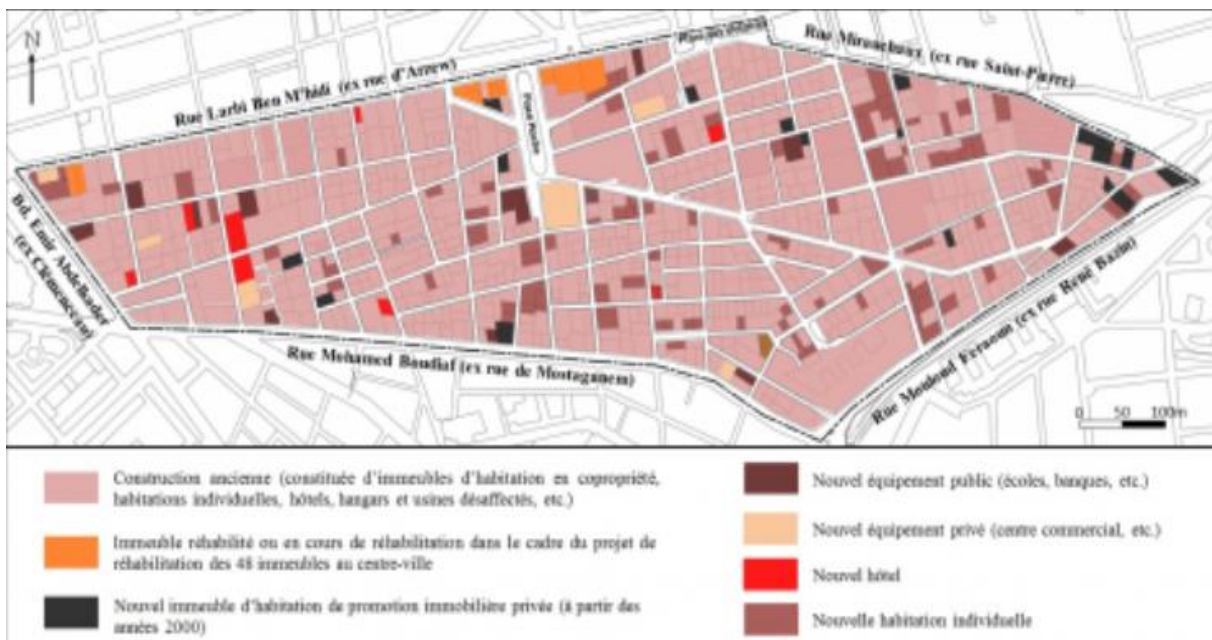 N
Rue Larbi Ben M'hidi (ex rue d'Arzew)
Rue Mirauchaux (ex rue Saint-Pierre)
Bd. Emir Abdelkader
(ex Clémenceau)
Rue Mohamed Boudiaf (ex rue de Mostaganem)
Rue Mouloud Feraoun (ex rue René Bazin)
0 50 100m
Construction ancienne (constituée d'immeubles d'habitation en copropriété,
habitations individuelles, hôtels, hangars et usines désaffectés, etc.)
Immeuble réhabilité ou en cours de réhabilitation dans le cadre du projet de
réhabilitation des 48 immeubles au centre-ville
Nouvel immeuble d'habitation de promotion immobilière privée (à partir des
années 2000)
Nouvel équipement public (écoles, banques, etc.)
Nouvel équipement privé (centre commercial, etc.)
Nouvel hôtel
Nouvelle habitation individuelle